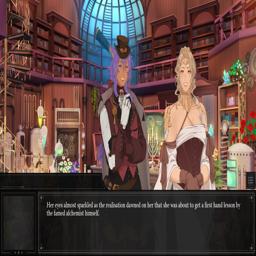 Her eyes almost sparkled as the realisation dawned on her that she was about to get a first hand lesson by
the famed alchemist himself.